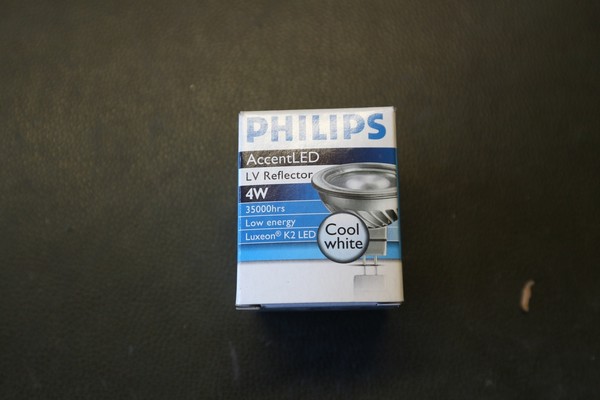 PHILIPS
AccentLED
LV Reflector
4W
35000hrs
Low energy
Luxeon® K2 LED
Cool
white